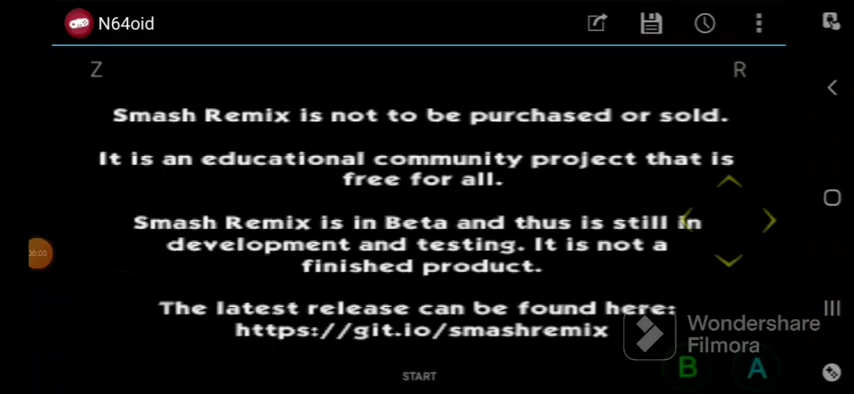 N64oid
Z
R
Smash Remix is not to be purchased or sold.
It is an educational community project that is
free for all.
Smash Remix is in Beta and thus is still in
development and testing. It is not a
finished product.
00:00
The latest release can be found here:
https://git.io/smashremix
Wondershare
Filmora
START
B
A